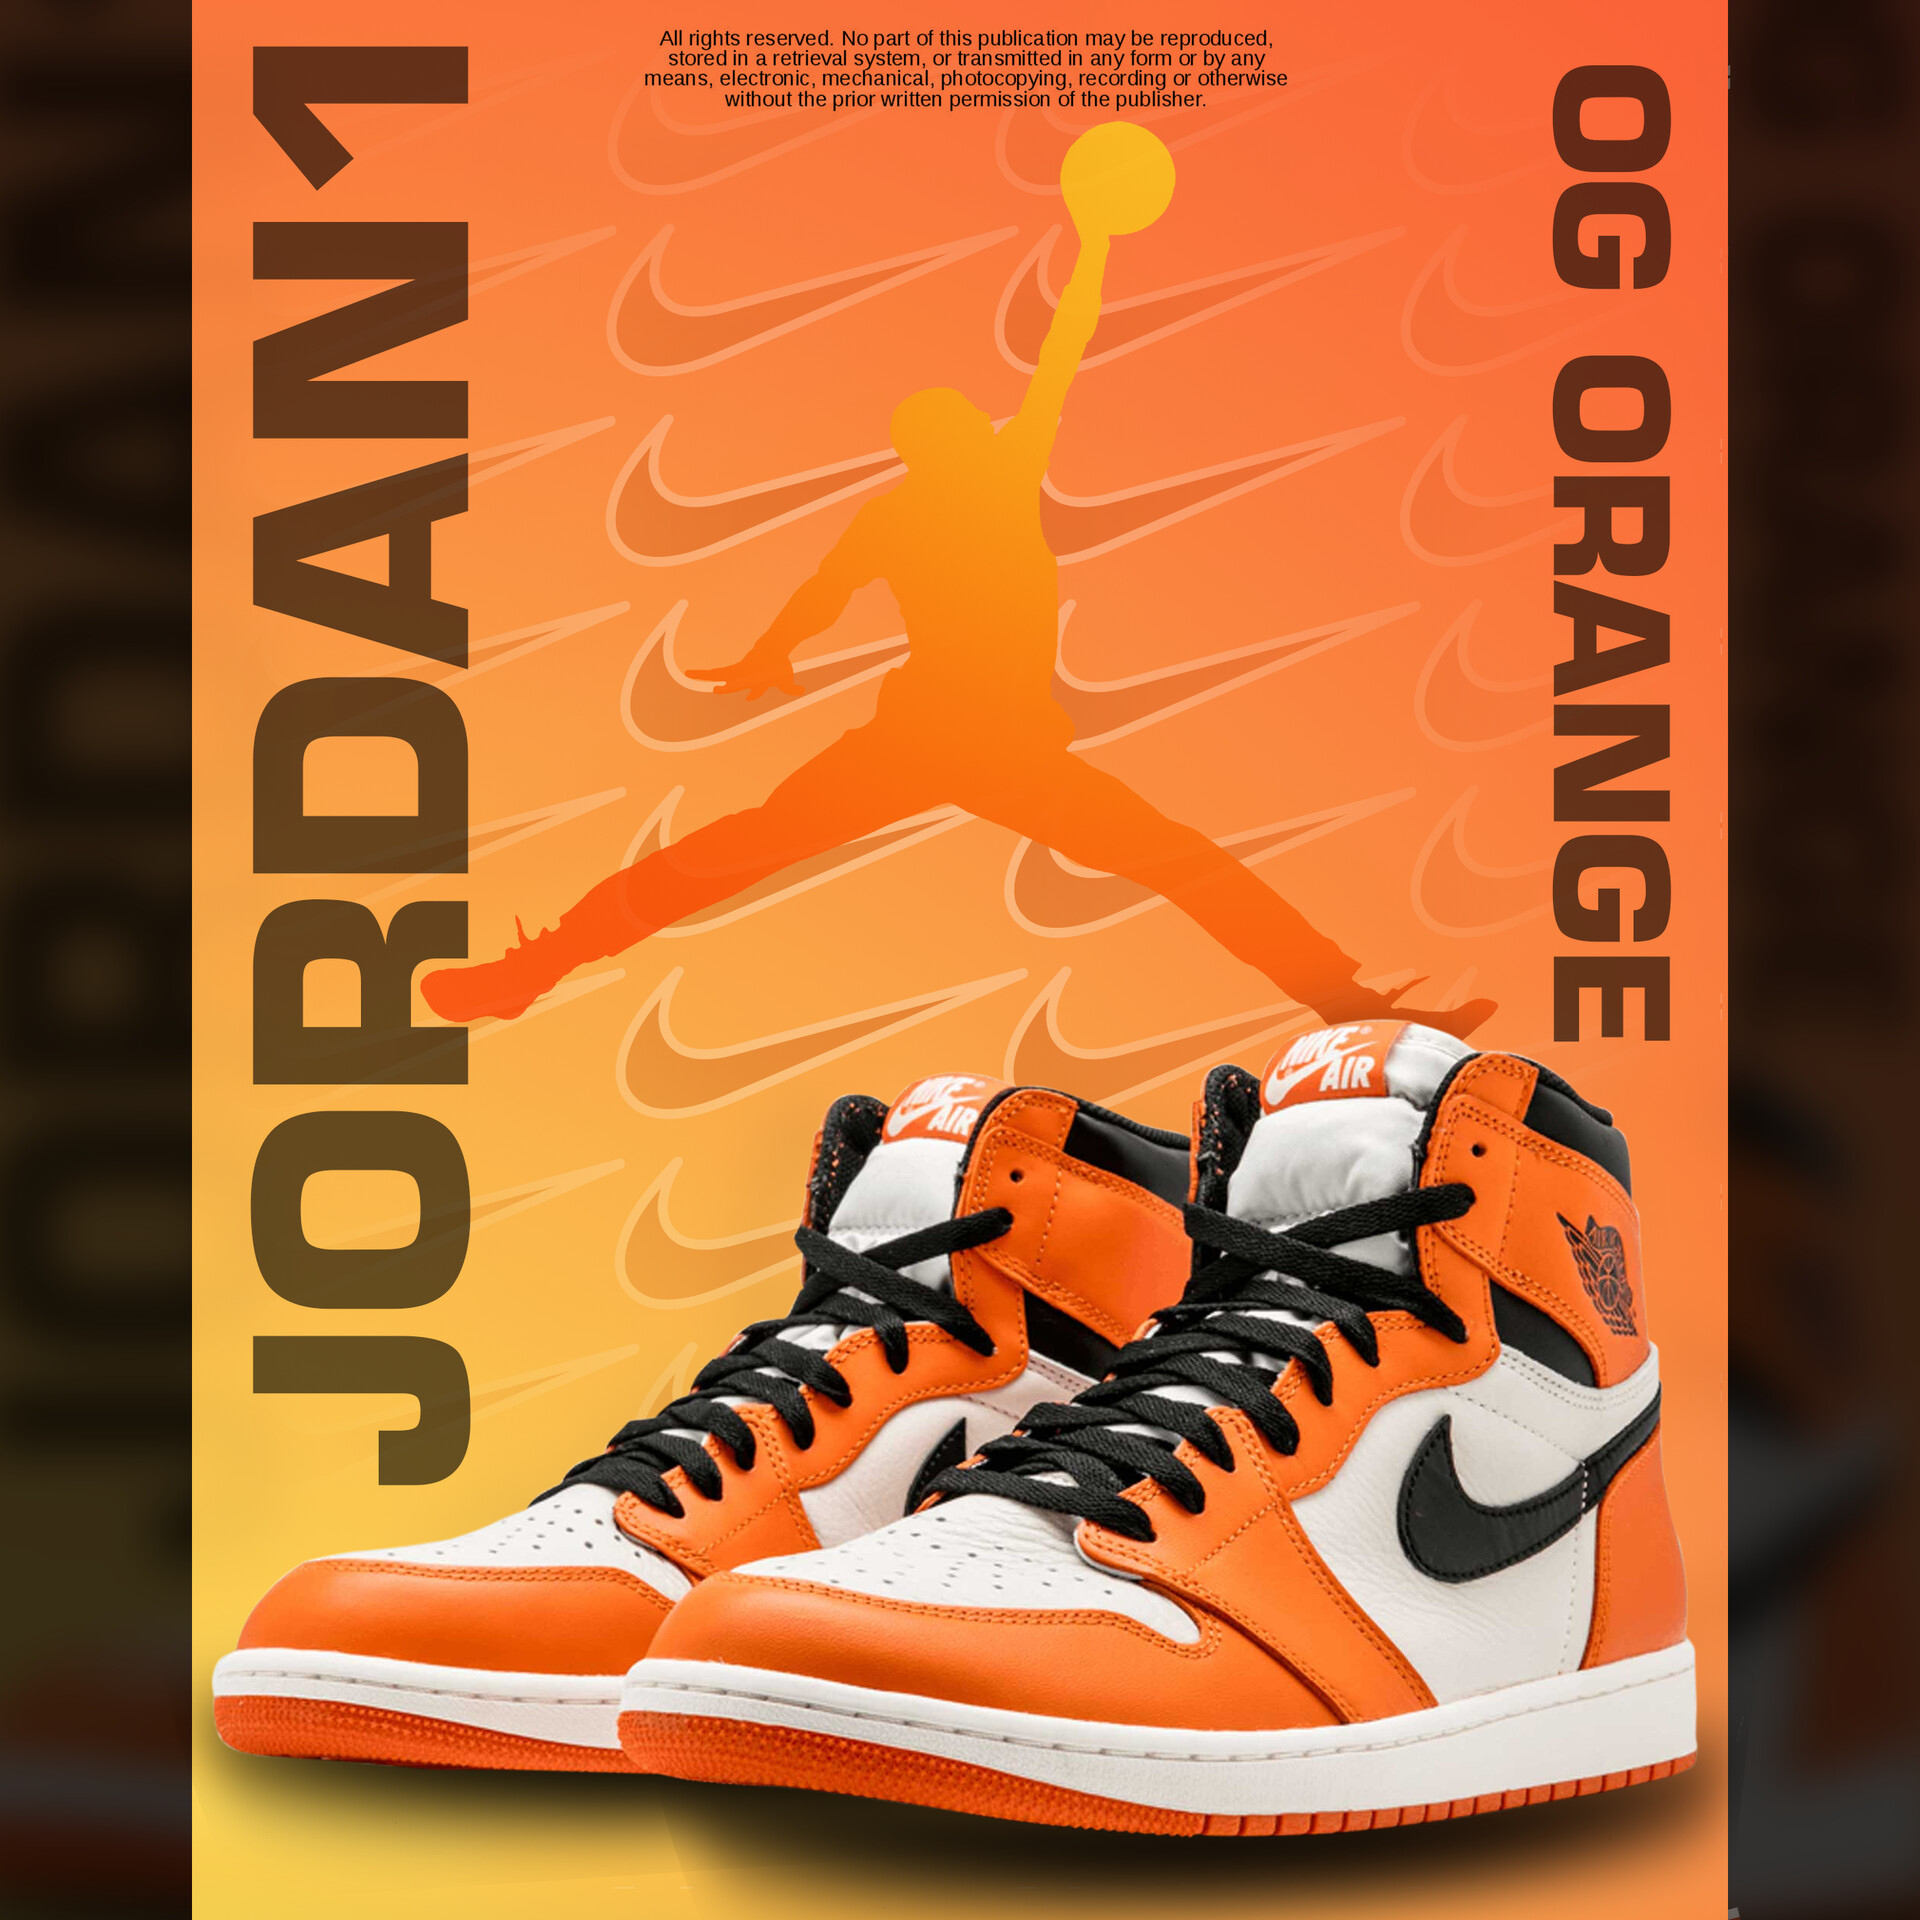 All rights reserved. No part of this publication may be reproduced,
stored in a retrieval system, or transmitted in any form or by any
means, electronic, mechanical, photocopying, recording or otherwise
without the prior written permission of the publisher.
JORDAN1
OG ORANGE
NIKE®
AIR
NIKE®
AIR